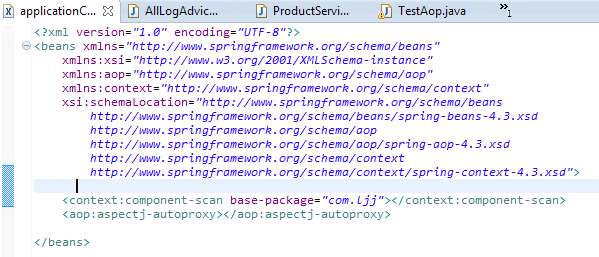 applicationC... AllLogAdvic... ProductServi... TestAop.java »1
<?xml version="1.0" encoding="UTF-8"?>
<beans xmlns="http://www.springframework.org/schema/beans"
xmlns:xsi="http://www.w3.org/2001/XMLSchema-instance"
xmlns:aop="http://www.springframework.org/schema/aop"
xmlns:context="http://www.springframework.org/schema/context"
xsi:schemaLocation="http://www.springframework.org/schema/beans
http://www.springframework.org/schema/beans/spring-beans-4.3.xsd
http://www.springframework.org/schema/aop
http://www.springframework.org/schema/aop/spring-aop-4.3.xsd
http://www.springframework.org/schema/context
http://www.springframework.org/schema/context/spring-context-4.3.xsd">
<context:component-scan base-package="com.ljj"></context:component-scan>
<aop:aspectj-autoproxy></aop:aspectj-autoproxy>
</beans>